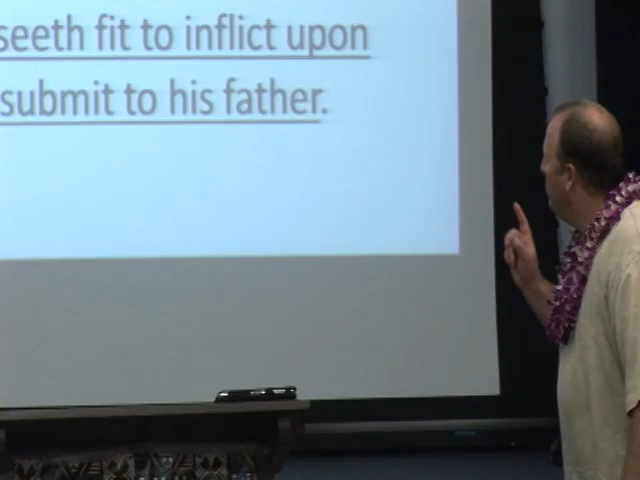 seeth fit to inflict upon
submit to his father.